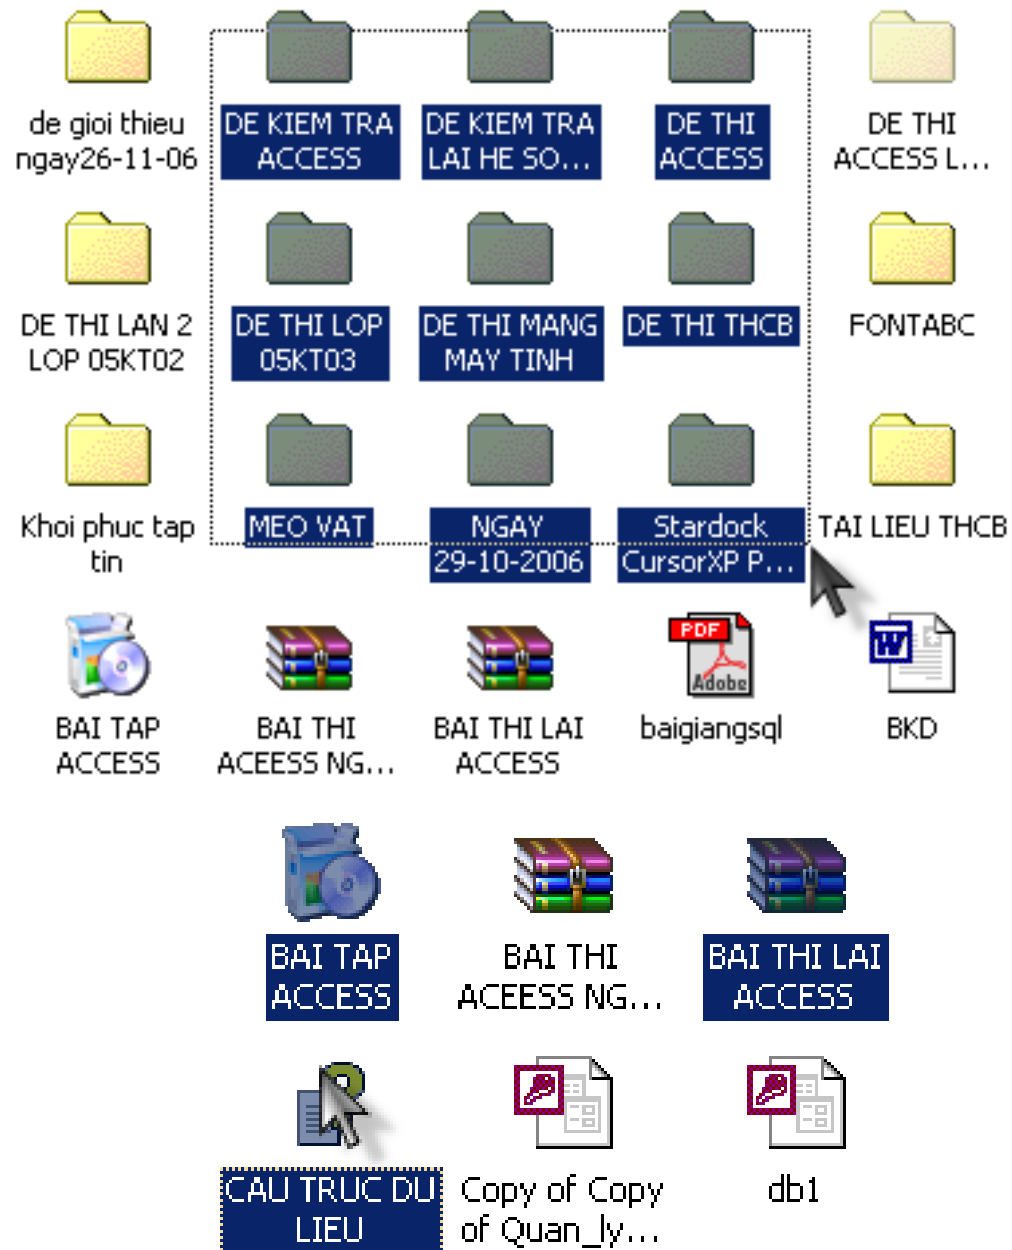 de gioi thieu
ngay26-11-06
DE KIEM TRA
ACCESS
DE KIEM TRA
LAI HE SO...
DE THI
ACCESS
DE THI
ACCESS L...
DE THI LAN 2
LOP 05KT02
DE THI LOP
05KT03
DE THI MANG
MAY TINH
DE THI THCB
FONTABC
Khoi phuc tap
tin
MEO VAT
NGAY
29-10-2006
Stardock
CursorXP P...
TAI LIEU THCB
BAI TAP
ACCESS
BAI THI
ACEESS NG...
BAI THI LAI
ACCESS
PDF
Adobe
baigiangsql
W
BKD
BAI TAP
ACCESS
BAI THI
ACEESS NG...
BAI THI LAI
ACCESS
CAU TRUC DU
LIEU
Copy of Copy
of Quan_ly...
db1